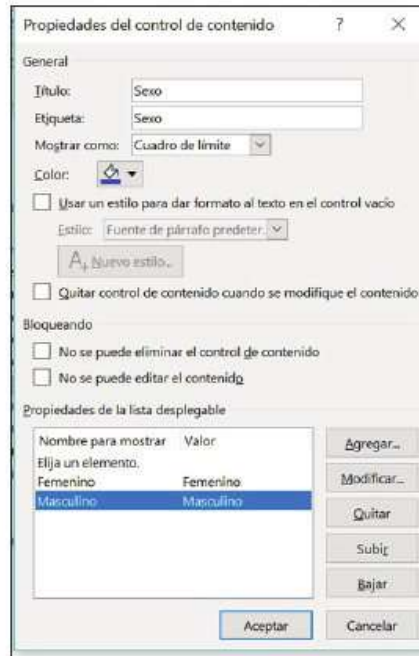 Propiedades del control de contenido ? ×
General
Título: Sexo
Etiqueta: Sexo
Mostrar como: Cuadro de límite
Color:
Usar un estilo para dar formato al texto en el control vacío
Estilo: Fuente de párrafo predeter.
A+ Nuevo estilo...
Quitar control de contenido cuando se modifique el contenido
Bloqueando
No se puede eliminar el control de contenido
No se puede editar el contenido
Propiedades de la lista desplegable
Nombre para mostrar Valor
Elija un elemento.
Femenino Femenino
Masculino Masculino
Agregar...
Modificar...
Quitar
Subir
Bajar
Aceptar Cancelar